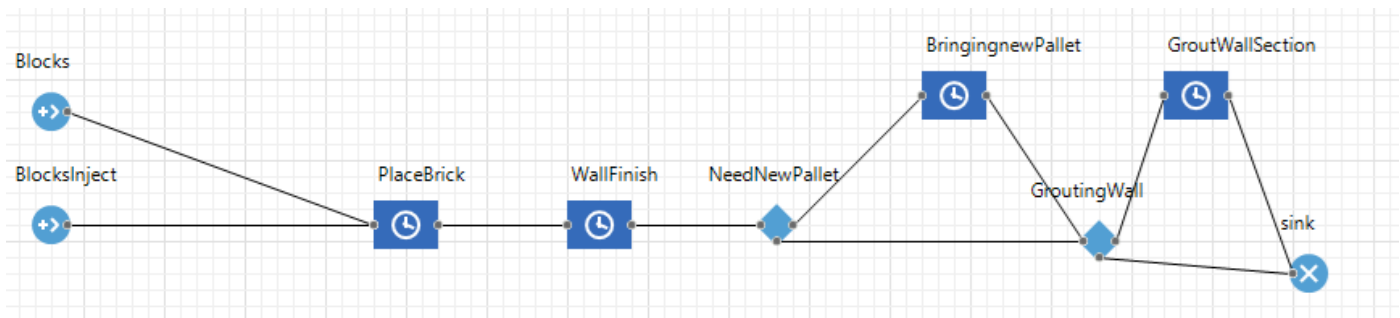 Blocks
BlocksInject
PlaceBrick
WallFinish
NeedNewPallet
BringingnewPallet
GroutingWall
GroutWallSection
sink